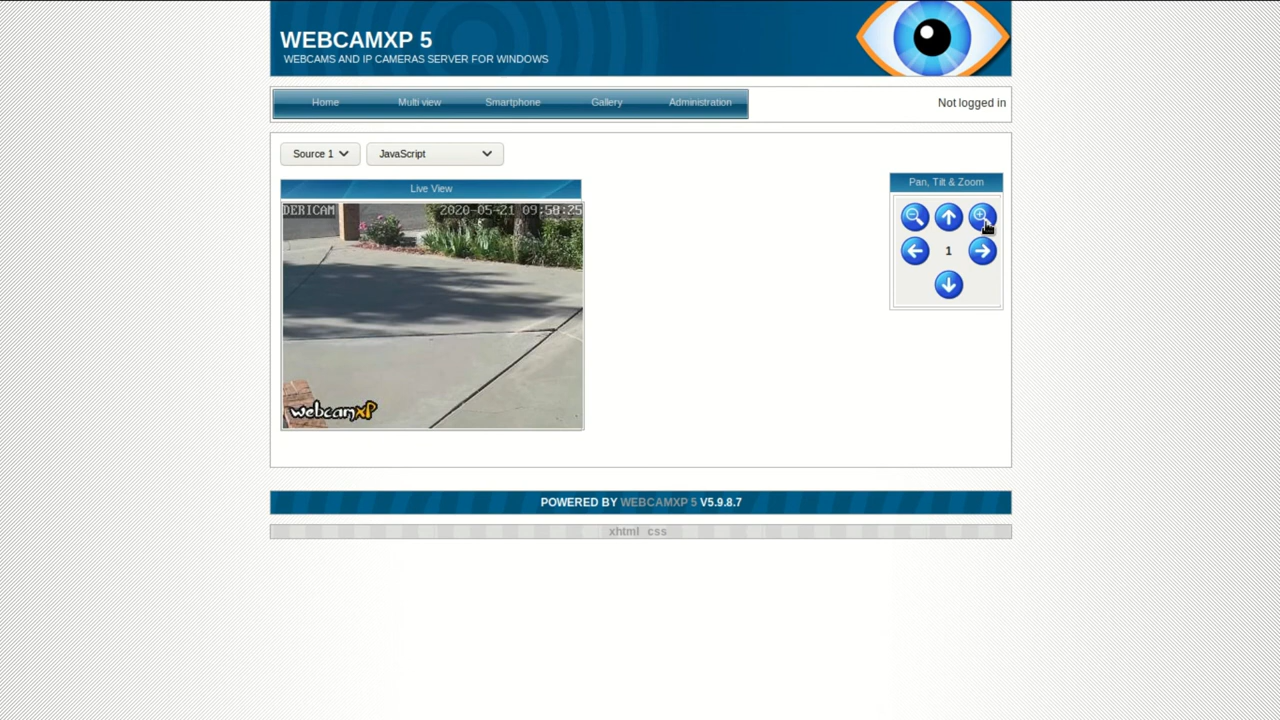 WEBCAMXP 5
WEBCAMS AND IP CAMERAS SERVER FOR WINDOWS
Home Multi view Smartphone Gallery Administration
Not logged in
Source 1 JavaScript
Pan, Tilt & Zoom
Live View
DERICAM 2020-05-21 09:58:25
1
webcamXP
POWERED BY WEBCAMXP 5 V5.9.8.7
xhtml css